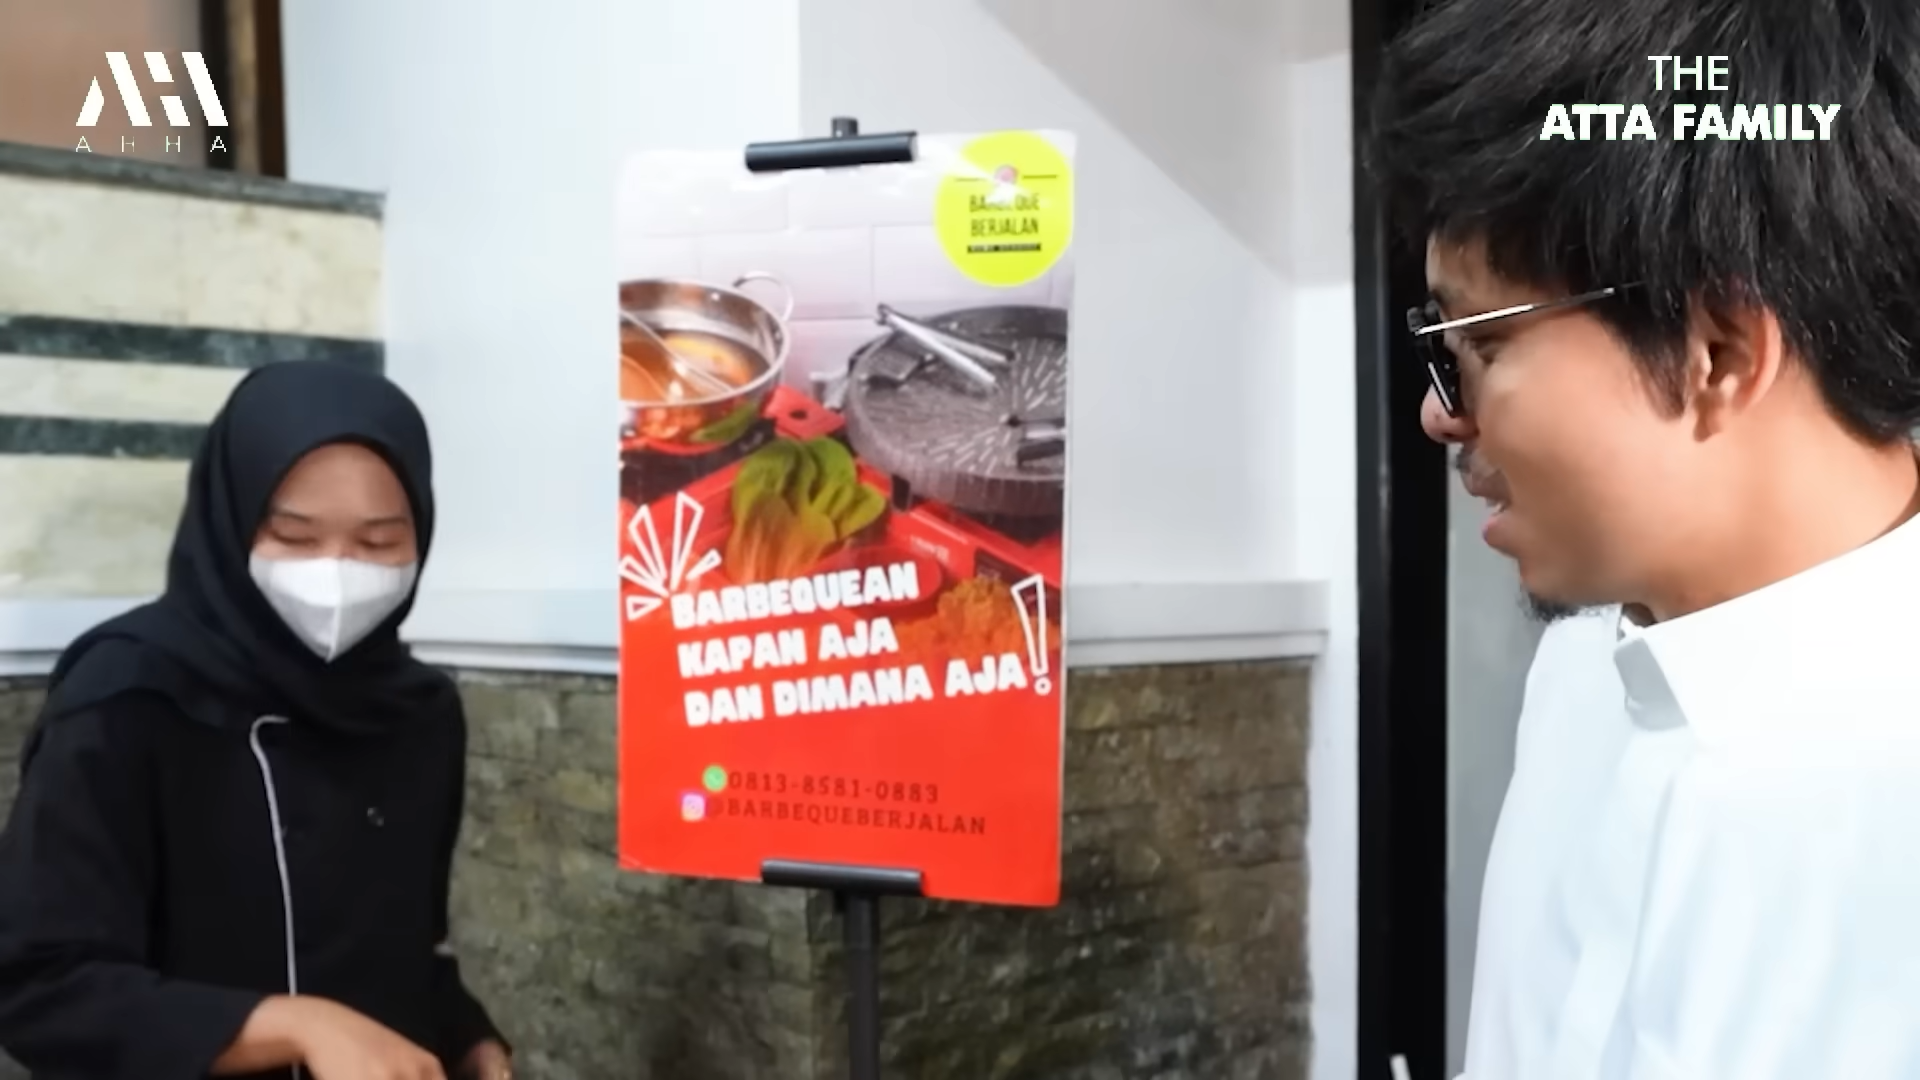 AHHA
THE
ATTA FAMILY
BARBEQUE
BERJALAN
BARBEQUEAN
KAPAN AJA
DAN DIMANA AJA!
0813-8581-0883
@BARBEQUEBERJALAN